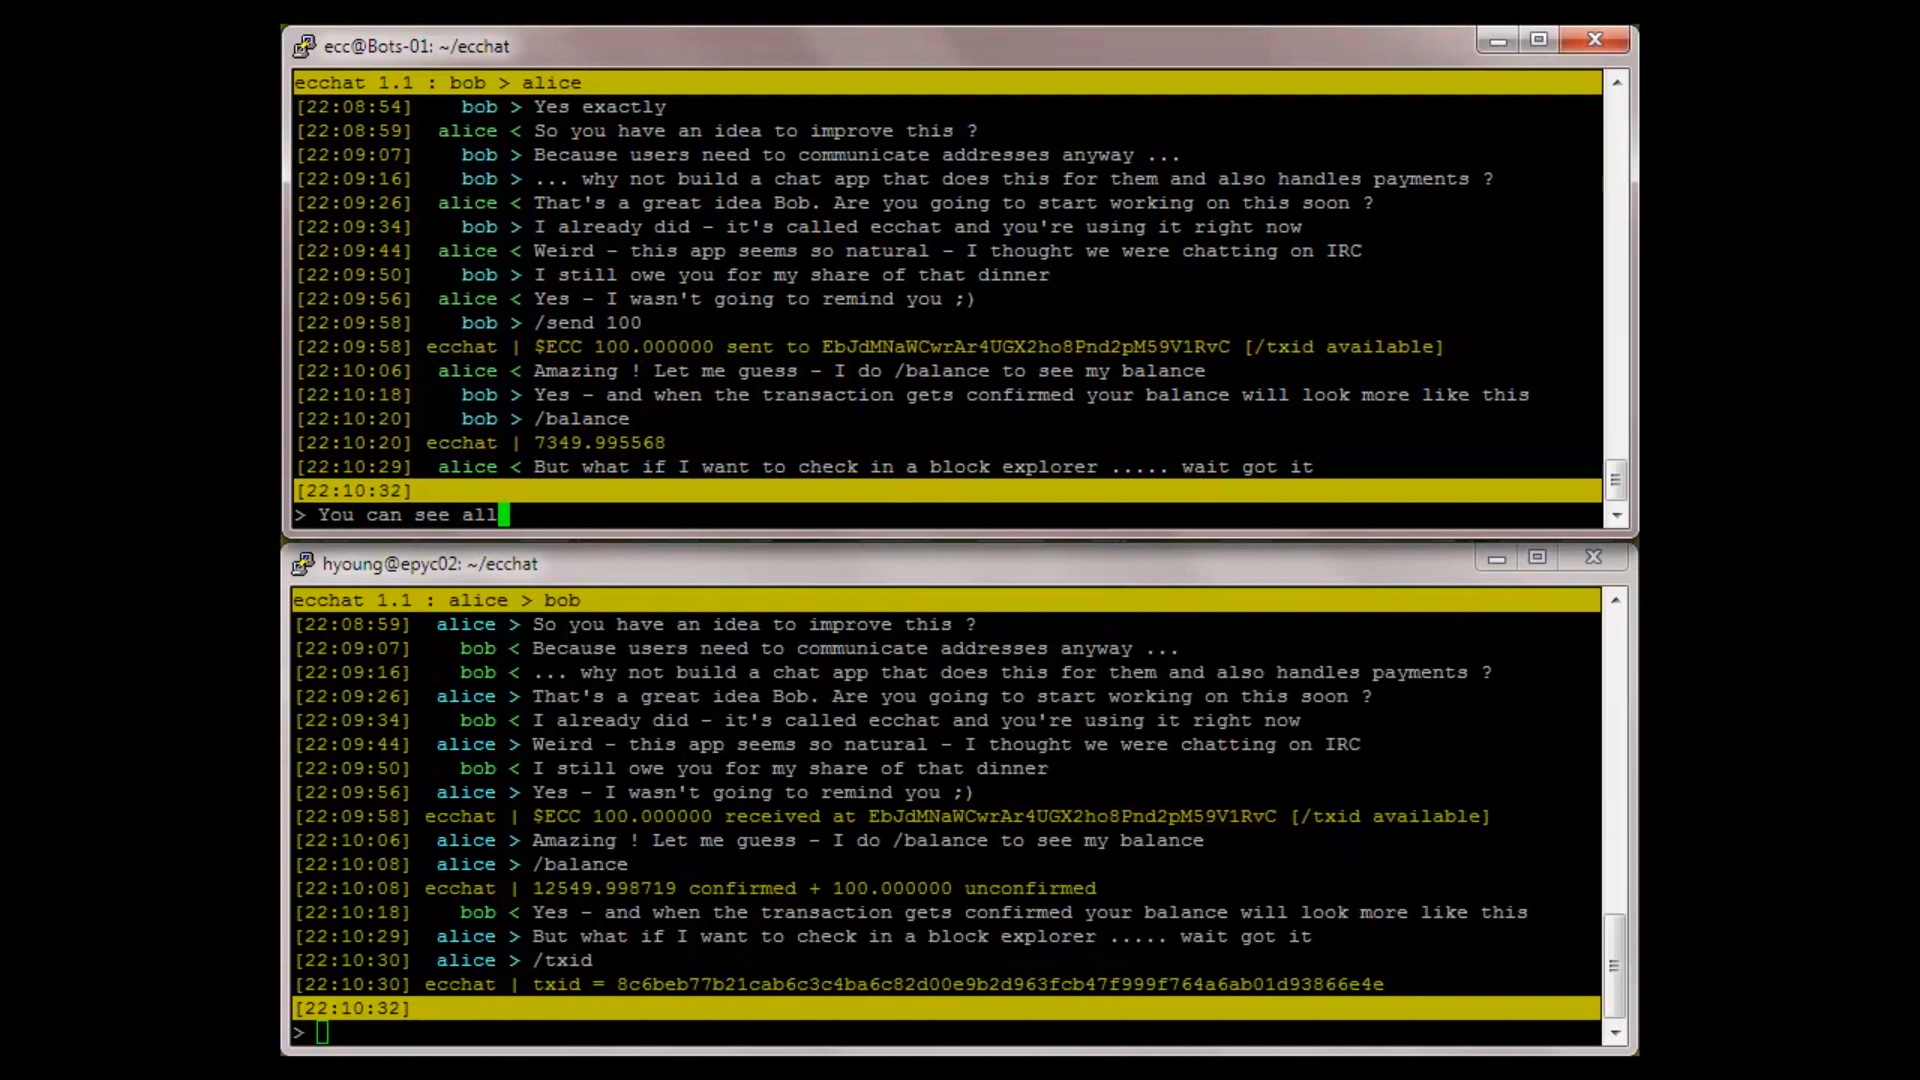 ecc@Bots-01: ~/ecchat
ecchat 1.1 : bob > alice
[22:08:54] bob > Yes exactly
[22:08:59] alice < So you have an idea to improve this ?
[22:09:07] bob > Because users need to communicate addresses anyway ...
[22:09:16] bob > ... why not build a chat app that does this for them and also handles payments ?
[22:09:26] alice < That's a great idea Bob. Are you going to start working on this soon ?
[22:09:34] bob > I already did - it's called ecchat and you're using it right now
[22:09:44] alice < Weird - this app seems so natural - I thought we were chatting on IRC
[22:09:50] bob > I still owe you for my share of that dinner
[22:09:56] alice < Yes - I wasn't going to remind you ;)
[22:09:58] bob > /send 100
[22:09:58] ecchat | $ECC 100.000000 sent to EbJdMNaWCwrAr4UGX2ho8Pnd2pM59V1RvC [/txid available]
[22:10:06] alice < Amazing ! Let me guess - I do /balance to see my balance
[22:10:18] bob > Yes - and when the transaction gets confirmed your balance will look more like this
[22:10:20] bob > /balance
[22:10:20] ecchat | 7349.995568
[22:10:29] alice < But what if I want to check in a block explorer ..... wait got it
[22:10:32]
> You can see all
hyoung@epyc02: ~/ecchat
ecchat 1.1 : alice > bob
[22:08:59] alice > So you have an idea to improve this ?
[22:09:07] bob < Because users need to communicate addresses anyway ...
[22:09:16] bob < ... why not build a chat app that does this for them and also handles payments ?
[22:09:26] alice > That's a great idea Bob. Are you going to start working on this soon ?
[22:09:34] bob < I already did - it's called ecchat and you're using it right now
[22:09:44] alice > Weird - this app seems so natural - I thought we were chatting on IRC
[22:09:50] bob < I still owe you for my share of that dinner
[22:09:56] alice > Yes - I wasn't going to remind you ;)
[22:09:58] ecchat | $ECC 100.000000 received at EbJdMNaWCwrAr4UGX2ho8Pnd2pM59V1RvC [/txid available]
[22:10:06] alice > Amazing ! Let me guess - I do /balance to see my balance
[22:10:08] alice > /balance
[22:10:08] ecchat | 12549.998719 confirmed + 100.000000 unconfirmed
[22:10:18] bob < Yes - and when the transaction gets confirmed your balance will look more like this
[22:10:29] alice > But what if I want to check in a block explorer ..... wait got it
[22:10:30] alice > /txid
[22:10:30] ecchat | txid = 8c6beb77b21cab6c3c4ba6c82d00e9b2d963fcb47f999f764a6ab01d93866e4e
[22:10:32]
>